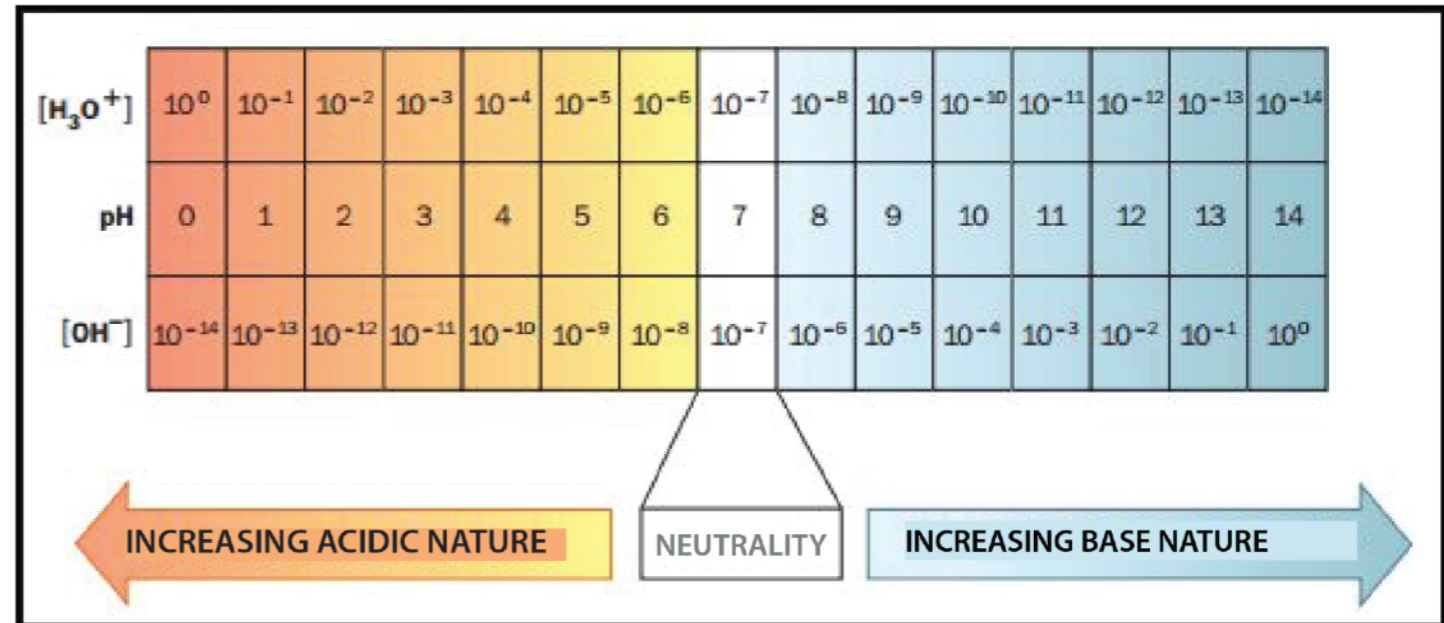 [H₃O⁺] 10⁰ 10⁻¹ 10⁻² 10⁻³ 10⁻⁴ 10⁻⁵ 10⁻⁶ 10⁻⁷ 10⁻⁸ 10⁻⁹ 10⁻¹⁰ 10⁻¹¹ 10⁻¹² 10⁻¹³ 10⁻¹⁴
pH 0 1 2 3 4 5 6 7 8 9 10 11 12 13 14
[OH⁻] 10⁻¹⁴ 10⁻¹³ 10⁻¹² 10⁻¹¹ 10⁻¹⁰ 10⁻⁹ 10⁻⁸ 10⁻⁷ 10⁻⁶ 10⁻⁵ 10⁻⁴ 10⁻³ 10⁻² 10⁻¹ 10⁰
INCREASING ACIDIC NATURE NEUTRALITY INCREASING BASE NATURE